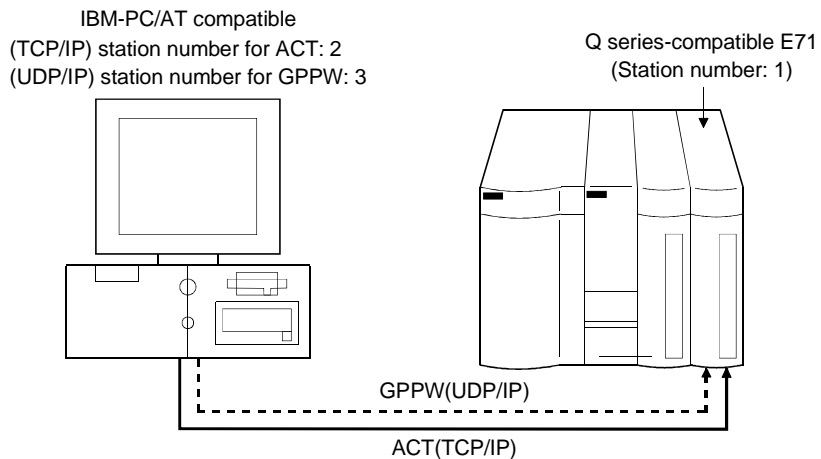 IBM-PC/AT compatible
(TCP/IP) station number for ACT: 2
(UDP/IP) station number for GPPW: 3
Q series-compatible E71
(Station number: 1)
GPPW(UDP/IP)
ACT(TCP/IP)